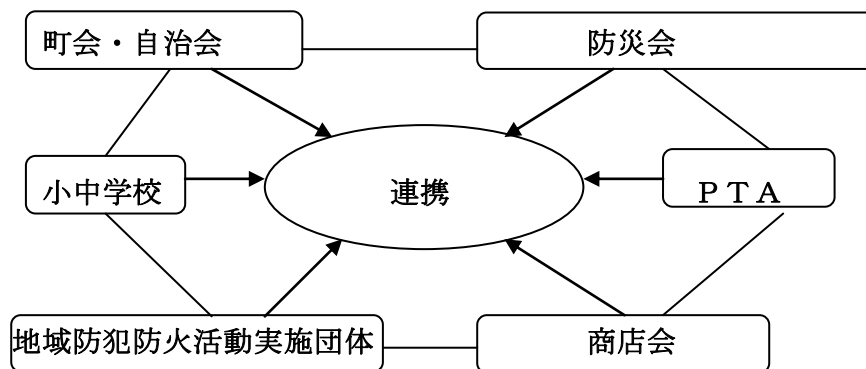 町会・自治会
防災会
小中学校
連携
ＰＴＡ
地域防犯防火活動実施団体
商店会